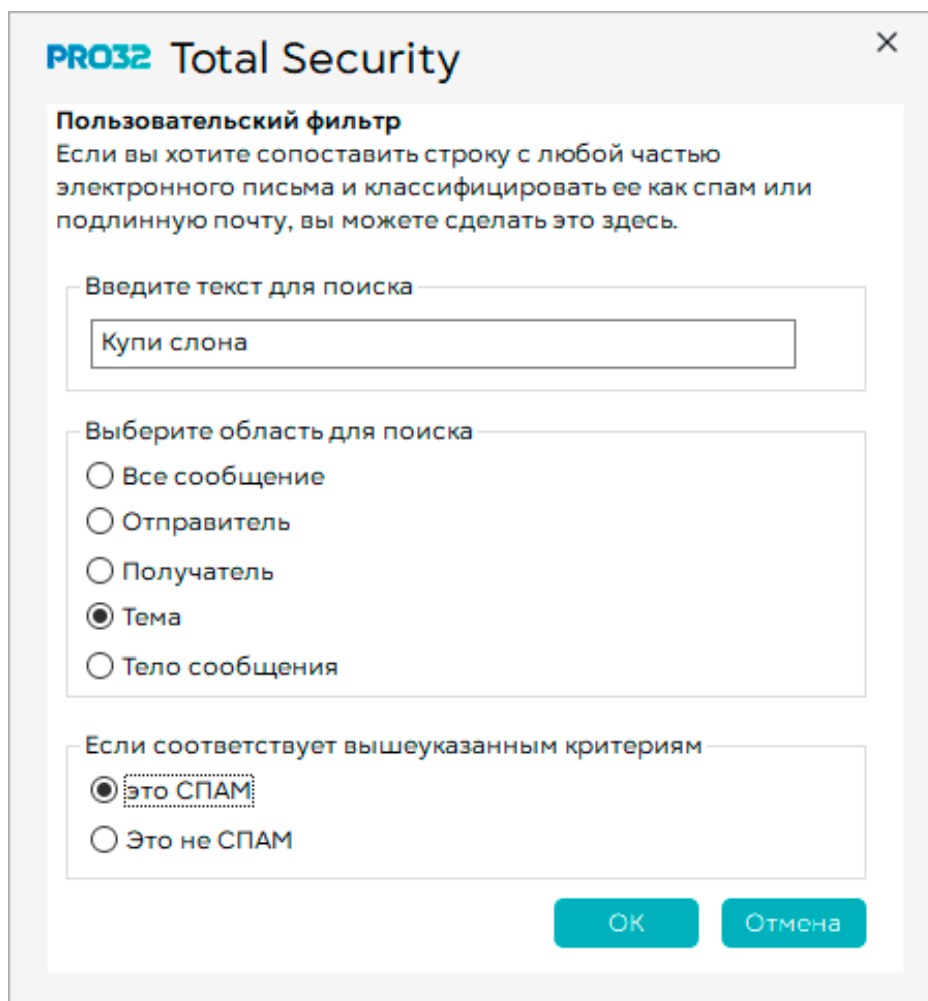 PRO32 Total Security
Пользовательский фильтр
Если вы хотите сопоставить строку с любой частью
электронного письма и классифицировать ее как спам или
подлинную почту, вы можете сделать это здесь.
Введите текст для поиска
Купи слона
Выберите область для поиска
Все сообщение
Отправитель
Получатель
Тема
Тело сообщения
Если соответствует вышеуказанным критериям
это СПАМ
Это не СПАМ
ОК Отмена